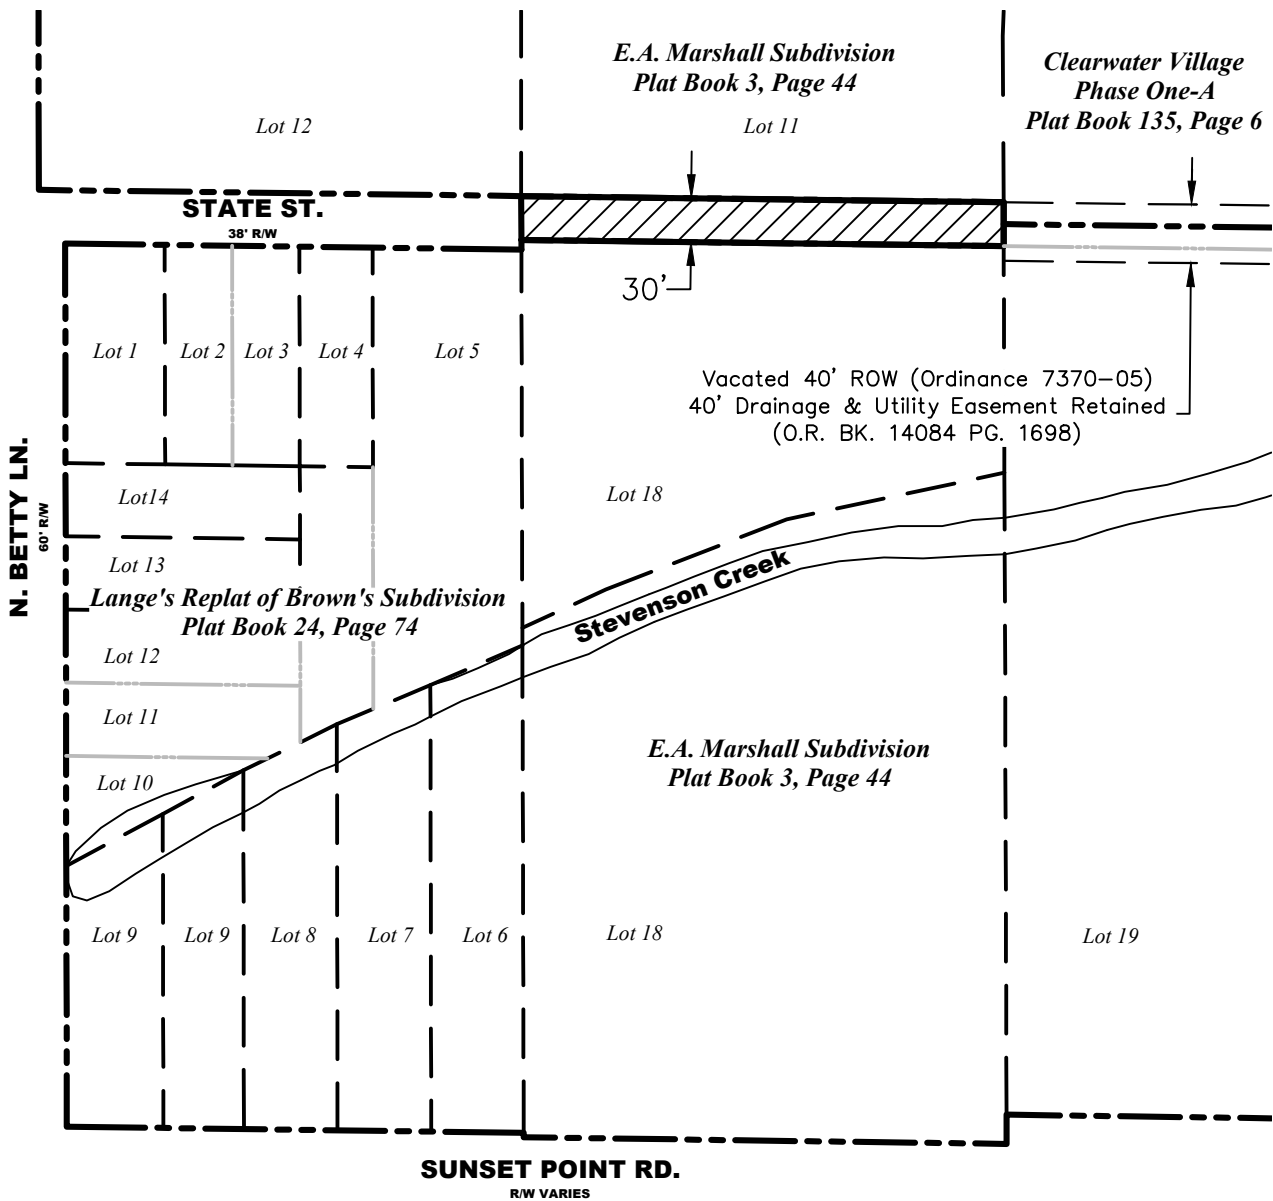 E.A. Marshall Subdivision
Plat Book 3, Page 44
Lot 11
Clearwater Village
Phase One-A
Plat Book 135, Page 6
Lot 12
STATE ST.
38' R/W
30'
Lot 1
Lot 2
Lot 3
Lot 4
Lot 5
Vacated 40' ROW (Ordinance 7370-05)
40' Drainage & Utility Easement Retained
(O.R. BK. 14084 PG. 1698)
N. BETTY LN.
60' R/W
Lot14
Lot 18
Lot 13
Lange's Replat of Brown's Subdivision
Plat Book 24, Page 74
Stevenson Creek
Lot 12
Lot 11
Lot 10
E.A. Marshall Subdivision
Plat Book 3, Page 44
Lot 9
Lot 9
Lot 8
Lot 7
Lot 6
Lot 18
Lot 19
SUNSET POINT RD.
R/W VARIES